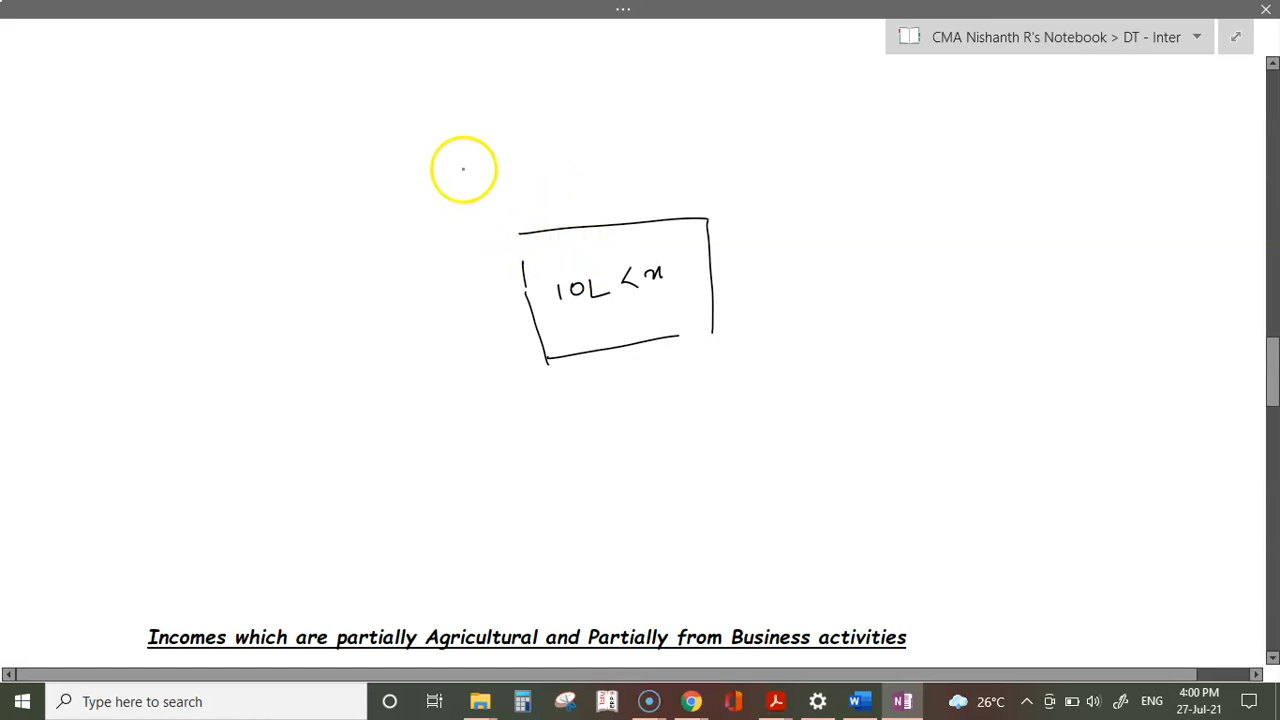 CMA Nishanth R's Notebook > DT - Inter
10L < x
Incomes which are partially Agricultural and Partially from Business activities
Type here to search
26°C
ENG
4:00 PM
27-Jul-21